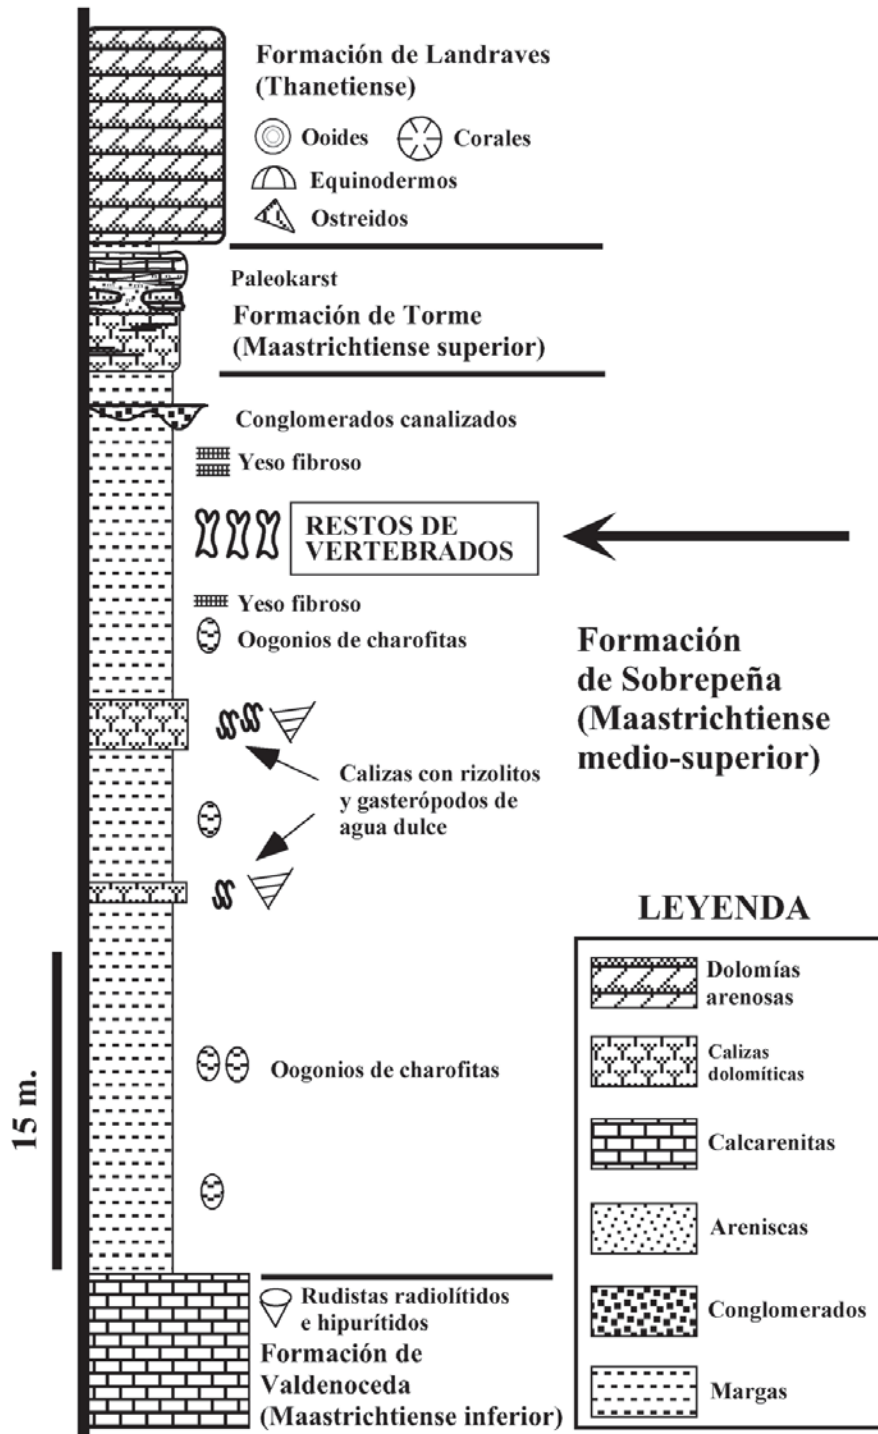 Formación de Landraves
(Thanetiense)
Ooides
Corales
Equinodermos
Ostreidos
Paleokarst
Formación de Torme
(Maastrichtiense superior)
Conglomerados canalizados
Yeso fibroso
RESTOS DE
VERTEBRADOS
Yeso fibroso
Oogonios de charofitas
Formación
de Sobrepeña
(Maastrichtiense
medio-superior)
Calizas con rizolitos
y gasterópodos de
agua dulce
Oogonios de charofitas
15 m.
Rudistas radiolítidos
e hipurítidos
Formación de
Valdenoceda
(Maastrichtiense inferior)
LEYENDA
Dolomías
arenosas
Calizas
dolomíticas
Calcarenitas
Areniscas
Conglomerados
Margas